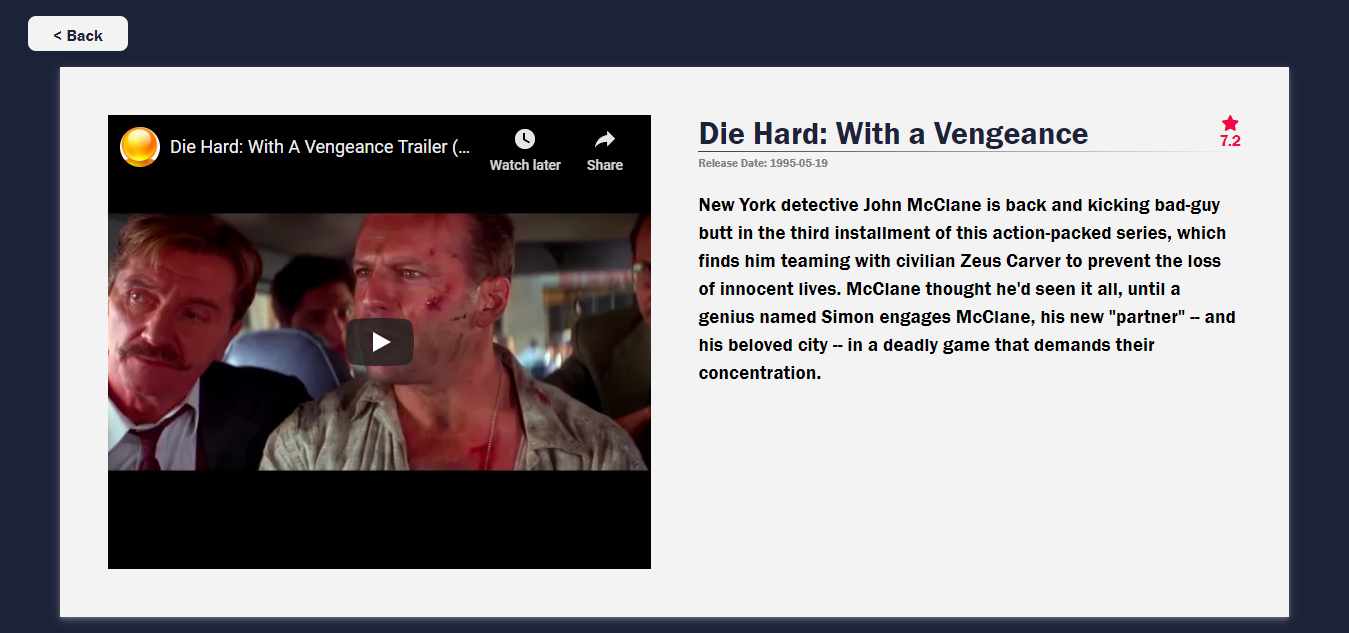 < Back
Die Hard: With A Vengeance Trailer (...
Watch later
Share
Die Hard: With a Vengeance
7.2
Release Date: 1995-05-19
New York detective John McClane is back and kicking bad-guy
butt in the third installment of this action-packed series, which
finds him teaming with civilian Zeus Carver to prevent the loss
of innocent lives. McClane thought he'd seen it all, until a
genius named Simon engages McClane, his new "partner" -- and
his beloved city -- in a deadly game that demands their
concentration.